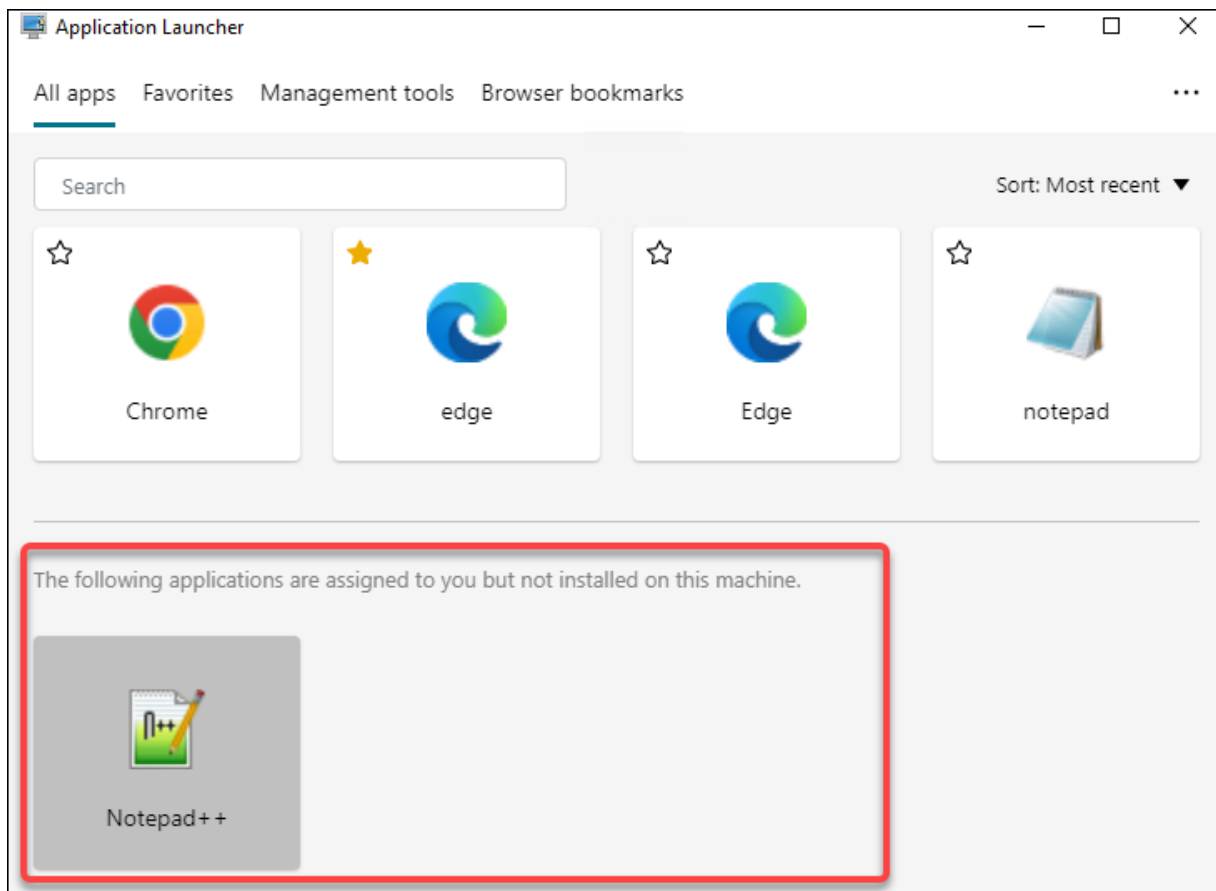 Application Launcher
All apps Favorites Management tools Browser bookmarks
Search
Sort: Most recent
Chrome edge Edge notepad
The following applications are assigned to you but not installed on this machine.
n++
Notepad++